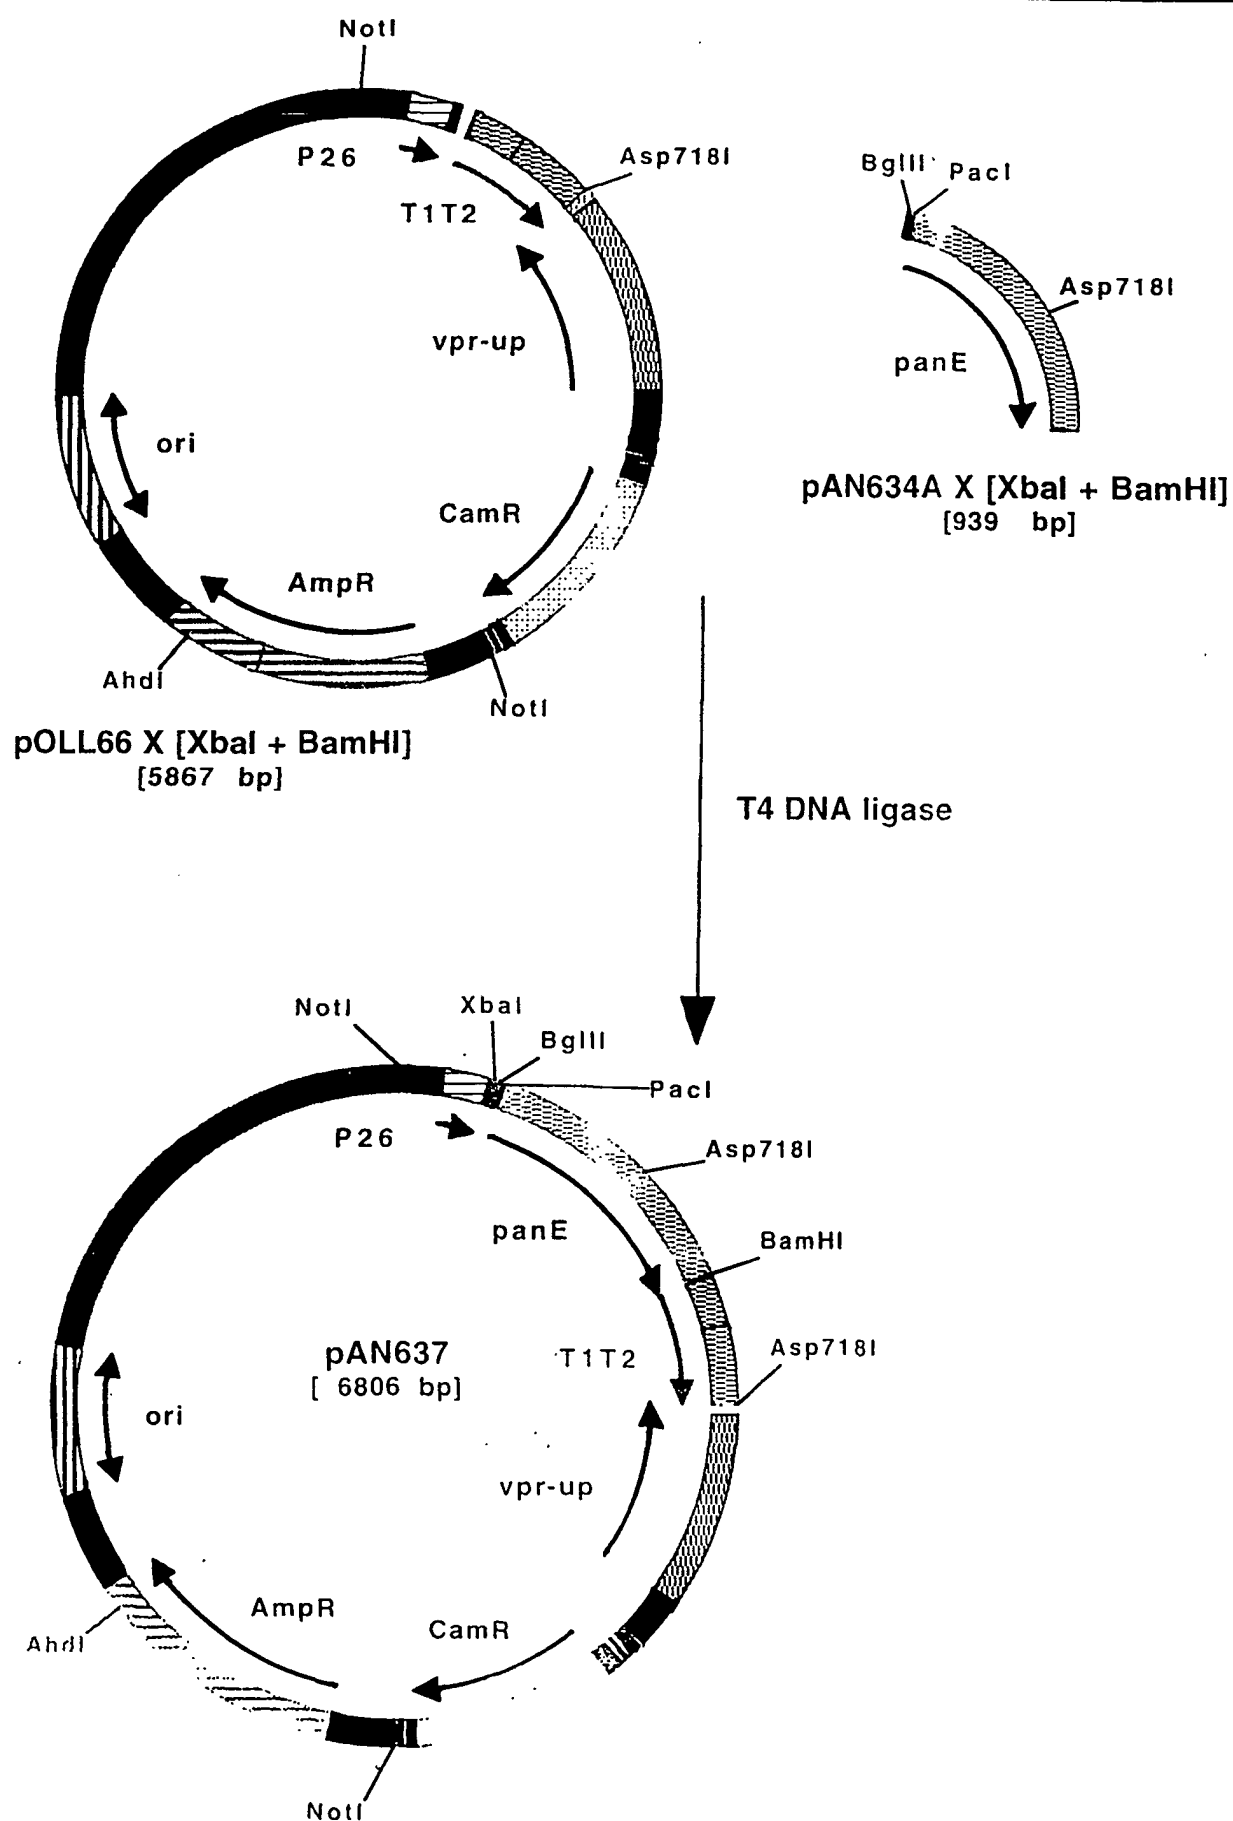 NotI
P26
Asp718I
T1T2
vpr-up
ori
CamR
AmpR
AhdI
NotI
pOLL66 X [XbaI + BamHI]
[5867 bp]
BglII
PacI
Asp718I
panE
pAN634A X [XbaI + BamHI]
[939 bp]
T4 DNA ligase
NotI
XbaI
BglII
PacI
P26
Asp718I
panE
BamHI
pAN637
[ 6806 bp]
T1T2
Asp718I
ori
vpr-up
AmpR
CamR
AhdI
NotI